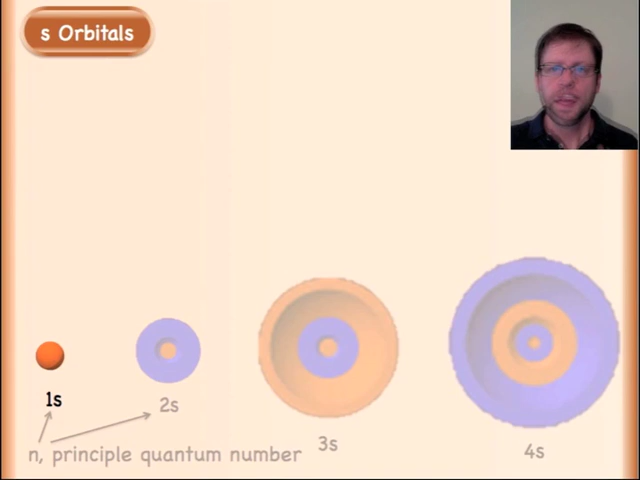 s Orbitals
1s
2s
3s
4s
n, principle quantum number